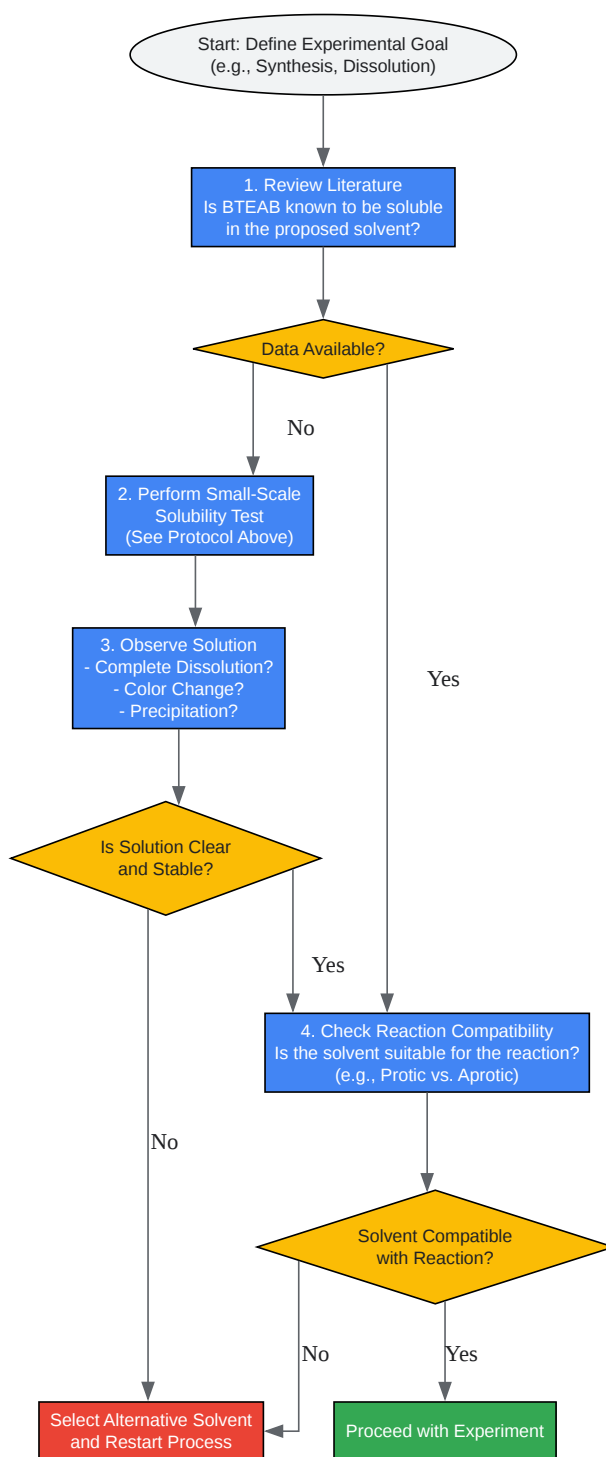 Start: Define Experimental Goal
(e.g., Synthesis, Dissolution)
1. Review Literature
Is BTEAB known to be soluble
in the proposed solvent?
Data Available?
No
2. Perform Small-Scale
Solubility Test
(See Protocol Above)
3. Observe Solution
- Complete Dissolution?
- Color Change?
- Precipitation?
Yes
Is Solution Clear
and Stable?
Yes
4. Check Reaction Compatibility
Is the solvent suitable for the reaction?
(e.g., Protic vs. Aprotic)
No
Solvent Compatible
with Reaction?
No
Yes
Select Alternative Solvent
and Restart Process
Proceed with Experiment